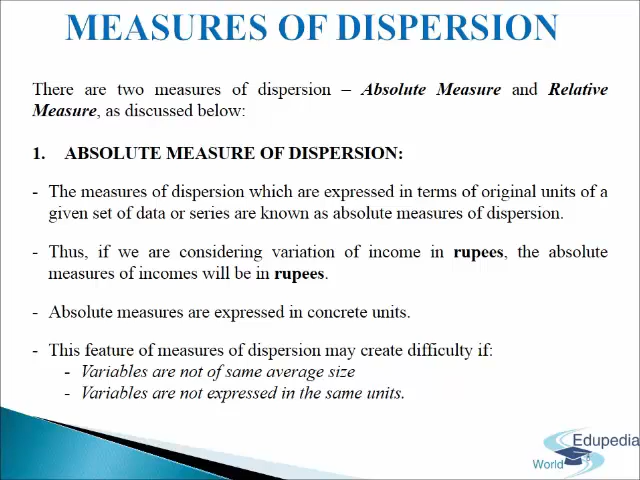 MEASURES OF DISPERSION
There are two measures of dispersion – Absolute Measure and Relative
Measure, as discussed below:
1. ABSOLUTE MEASURE OF DISPERSION:
- The measures of dispersion which are expressed in terms of original units of a
given set of data or series are known as absolute measures of dispersion.
- Thus, if we are considering variation of income in rupees, the absolute
measures of incomes will be in rupees.
- Absolute measures are expressed in concrete units.
- This feature of measures of dispersion may create difficulty if:
- Variables are not of same average size
- Variables are not expressed in the same units.
Edupedia
World